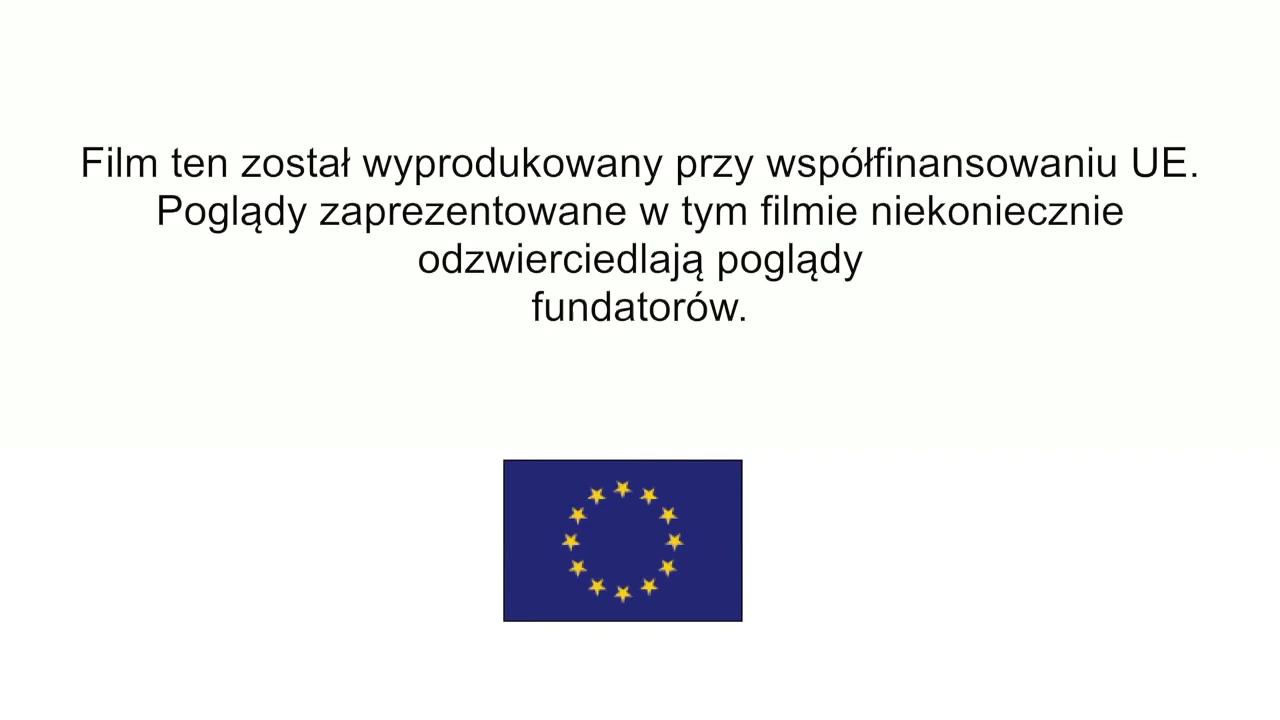 Film ten został wyprodukowany przy współfinansowaniu UE.
Poglądy zaprezentowane w tym filmie niekoniecznie
odzwierciedlają poglądy
fundatorów.